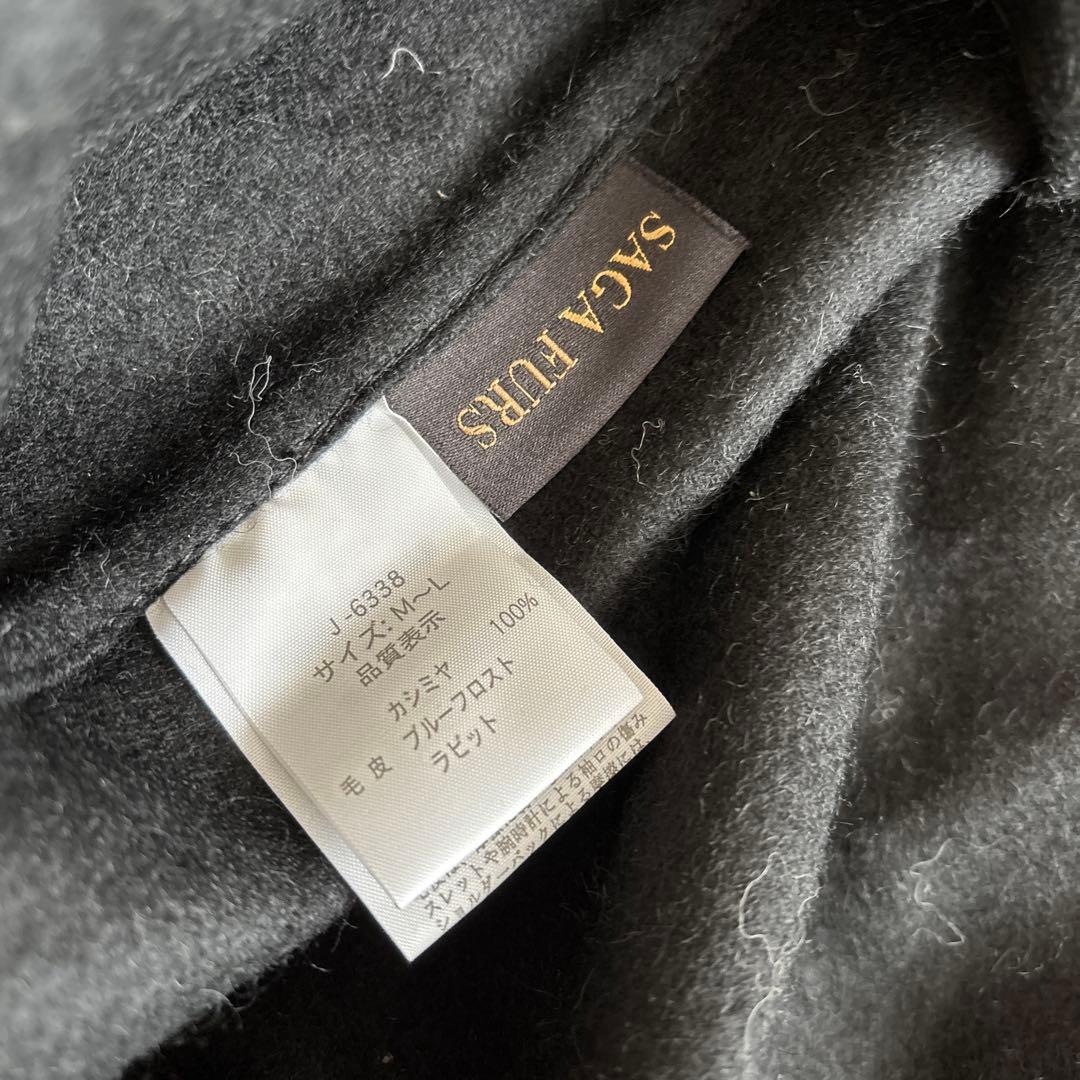 SAGA FURS
J-6338
サイズ:M～L
品質表示
カシミヤ 100%
ブルーフロスト
毛皮 ラビット
スレットや腕時計による袖口の傷み
ショルダーバッグによる摩擦には